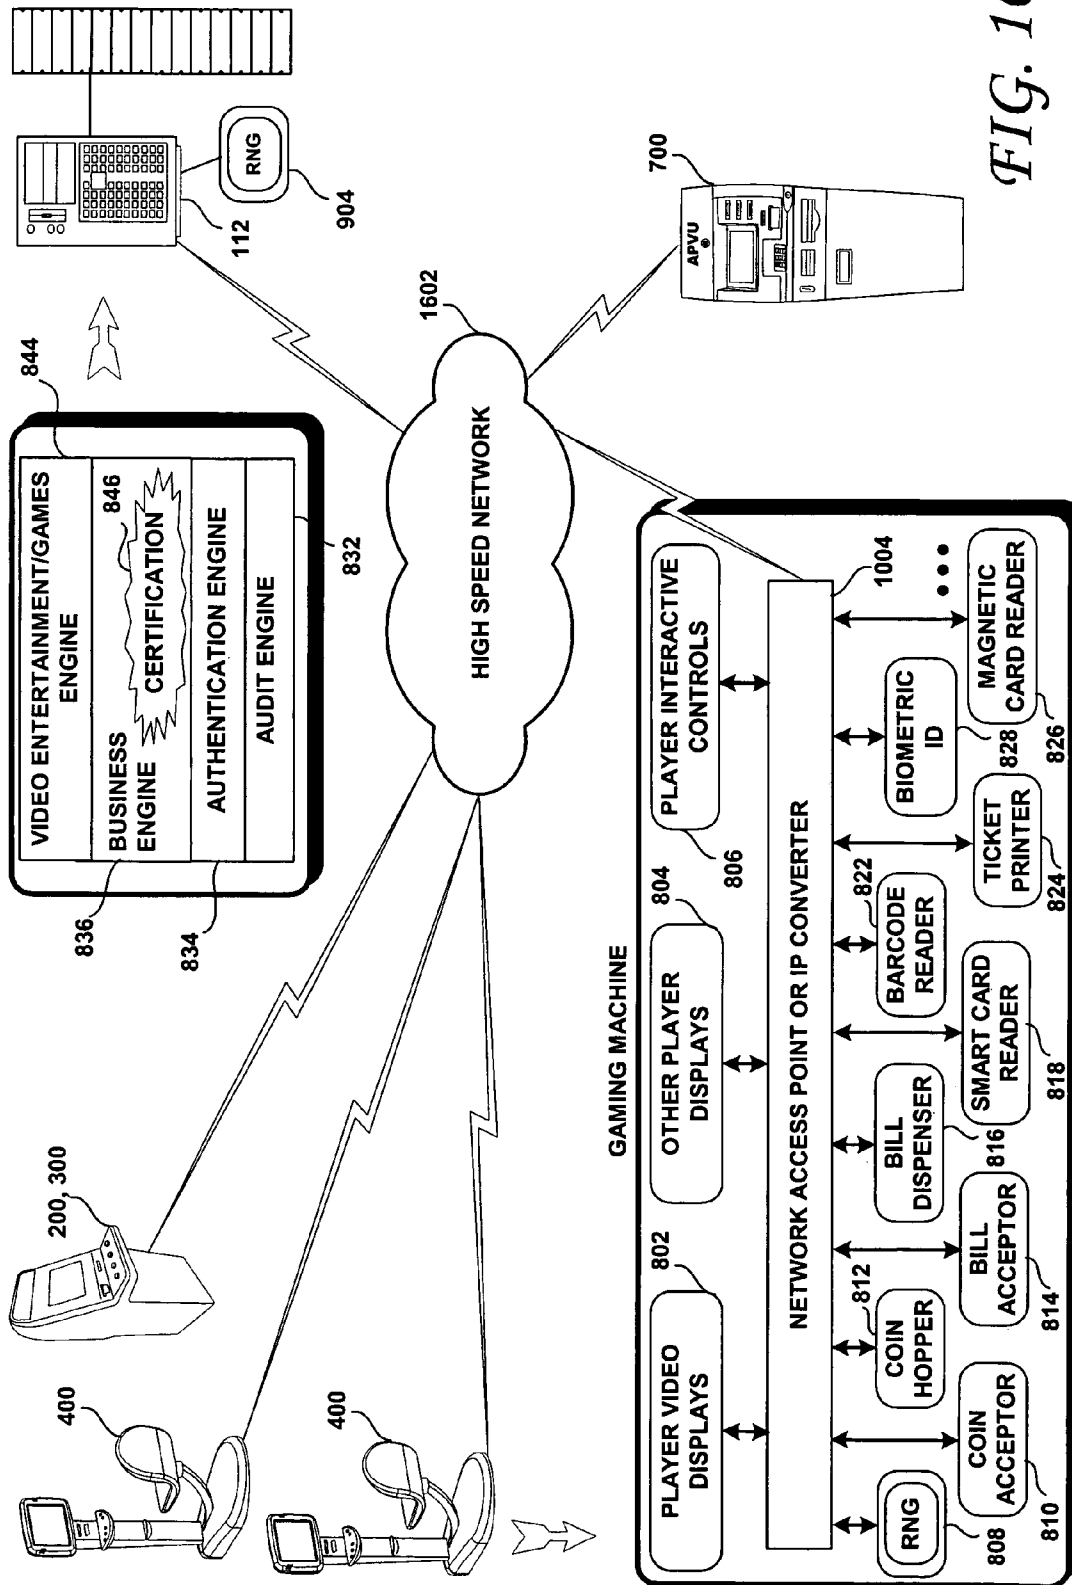 400
400
200, 300
836
834
VIDEO ENTERTAINMENT/GAMES
ENGINE
BUSINESS
ENGINE
CERTIFICATION
846
AUTHENTICATION ENGINE
AUDIT ENGINE
844
832
112
RNG
904
HIGH SPEED NETWORK
1602
APVU
700
GAMING MACHINE
PLAYER VIDEO
DISPLAYS
802
OTHER PLAYER
DISPLAYS
804
PLAYER INTERACTIVE
CONTROLS
806
NETWORK ACCESS POINT OR IP CONVERTER
1004
RNG
808
COIN
ACCEPTOR
810
COIN
HOPPER
812
BILL
ACCEPTOR
814
BILL
DISPENSER
816
SMART CARD
READER
818
BARCODE
READER
822
TICKET
PRINTER
824
BIOMETRIC
ID
828
MAGNETIC
CARD READER
826
FIG. 1